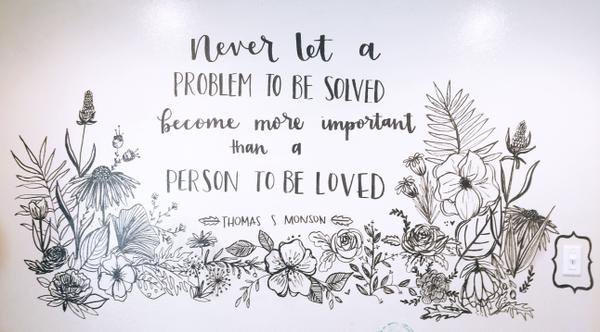 Never let a
PROBLEM TO BE SOLVED
become more important
than a
PERSON TO BE LOVED
THOMAS S MONSON